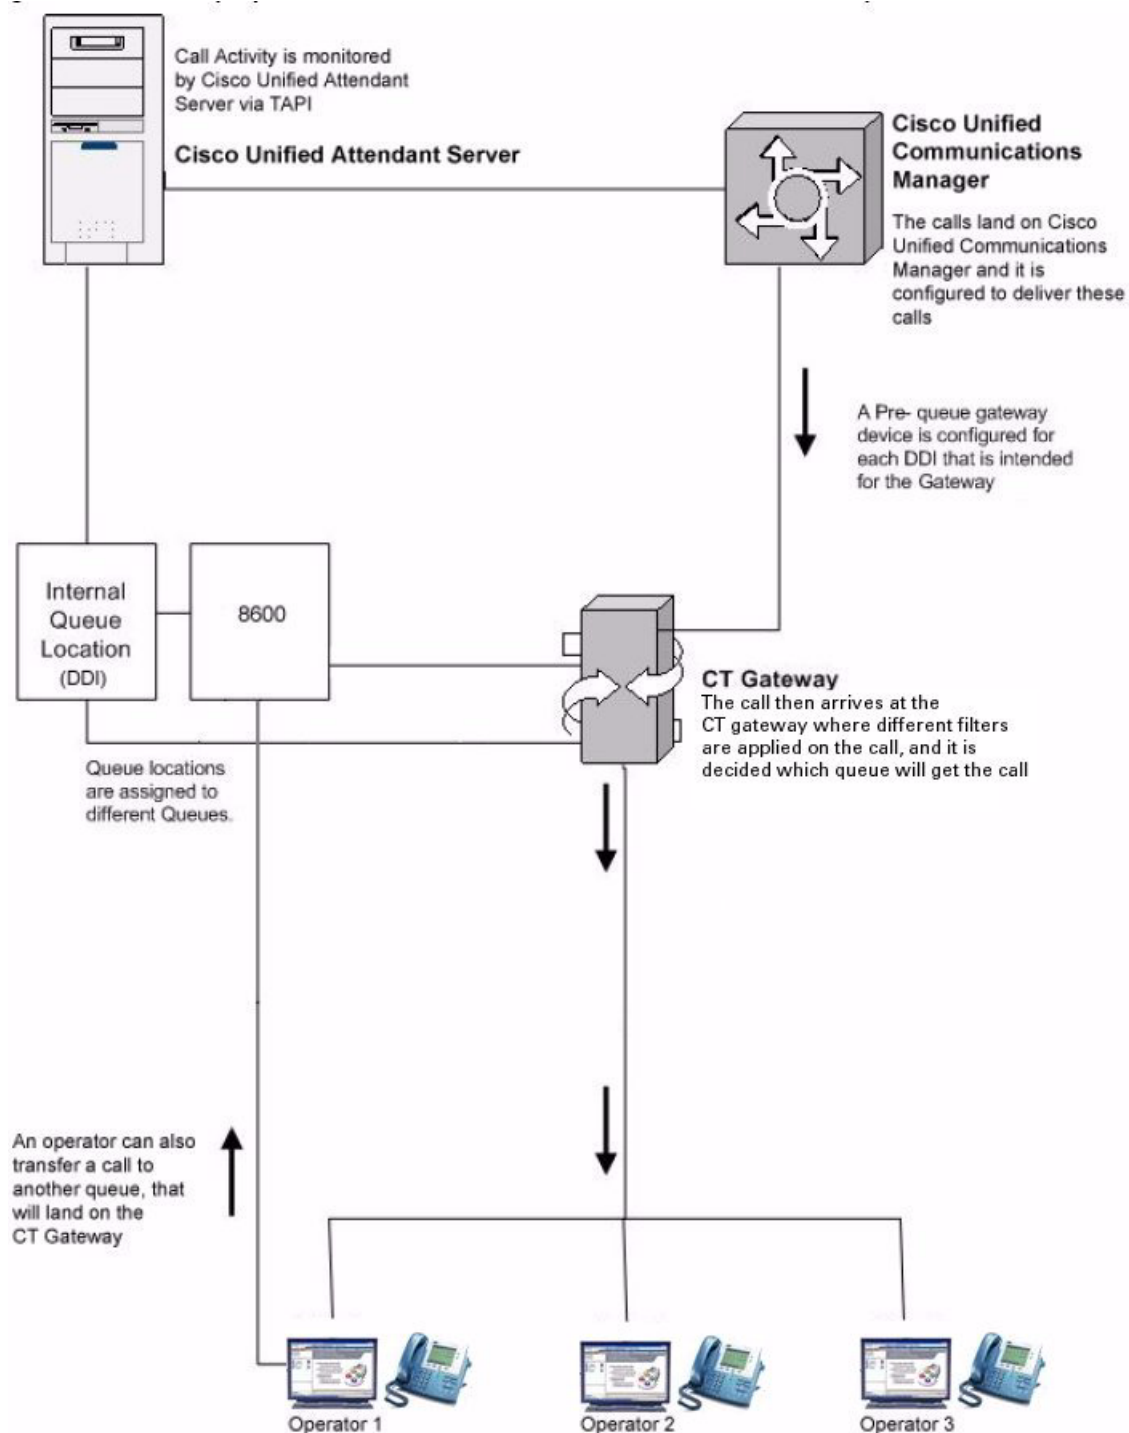 Call Activity is monitored
by Cisco Unified Attendant
Server via TAPI
Cisco Unified Attendant Server
Cisco Unified
Communications
Manager
The calls land on Cisco
Unified Communications
Manager and it is
configured to deliver these
calls
A Pre- queue gateway
device is configured for
each DDI that is intended
for the Gateway
Internal
Queue
Location
(DDI)
8600
CT Gateway
The call then arrives at the
CT gateway where different filters
are applied on the call, and it is
decided which queue will get the call
Queue locations
are assigned to
different Queues.
An operator can also
transfer a call to
another queue, that
will land on the
CT Gateway
Operator 1
Operator 2
Operator 3